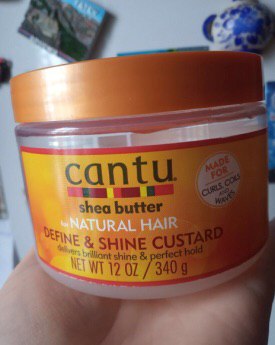 cantu
shea butter
for NATURAL HAIR
DEFINE & SHINE CUSTARD
delivers brilliant shine & perfect hold
NET WT 12 OZ / 340 g
MADE
FOR
CURLS, COILS
AND
WAVES